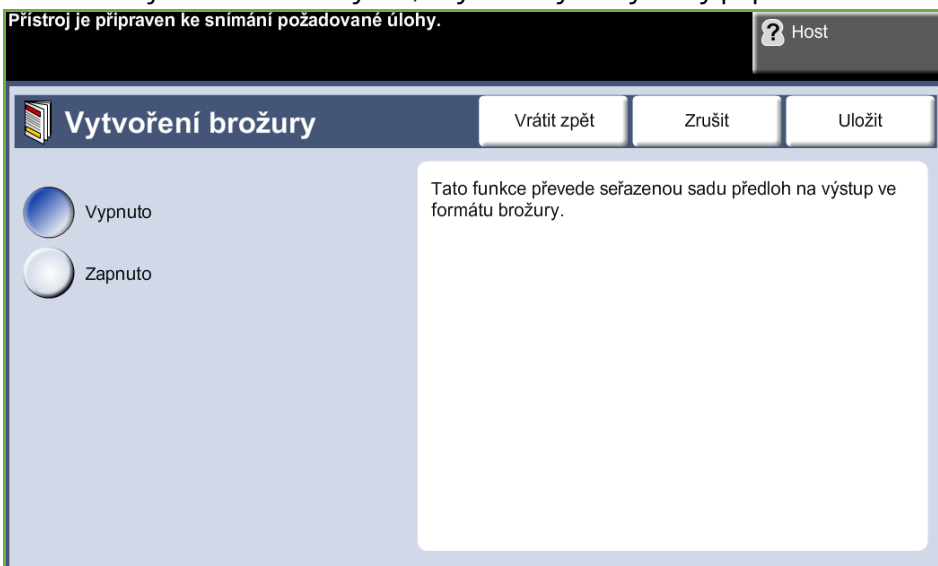 Přístroj je připraven ke snímání požadované úlohy.
? Host
Vytvoření brožury
Vrátit zpět
Zrušit
Uložit
Vypnuto
Zapnuto
Tato funkce převede seřazenou sadu předloh na výstup ve
formátu brožury.